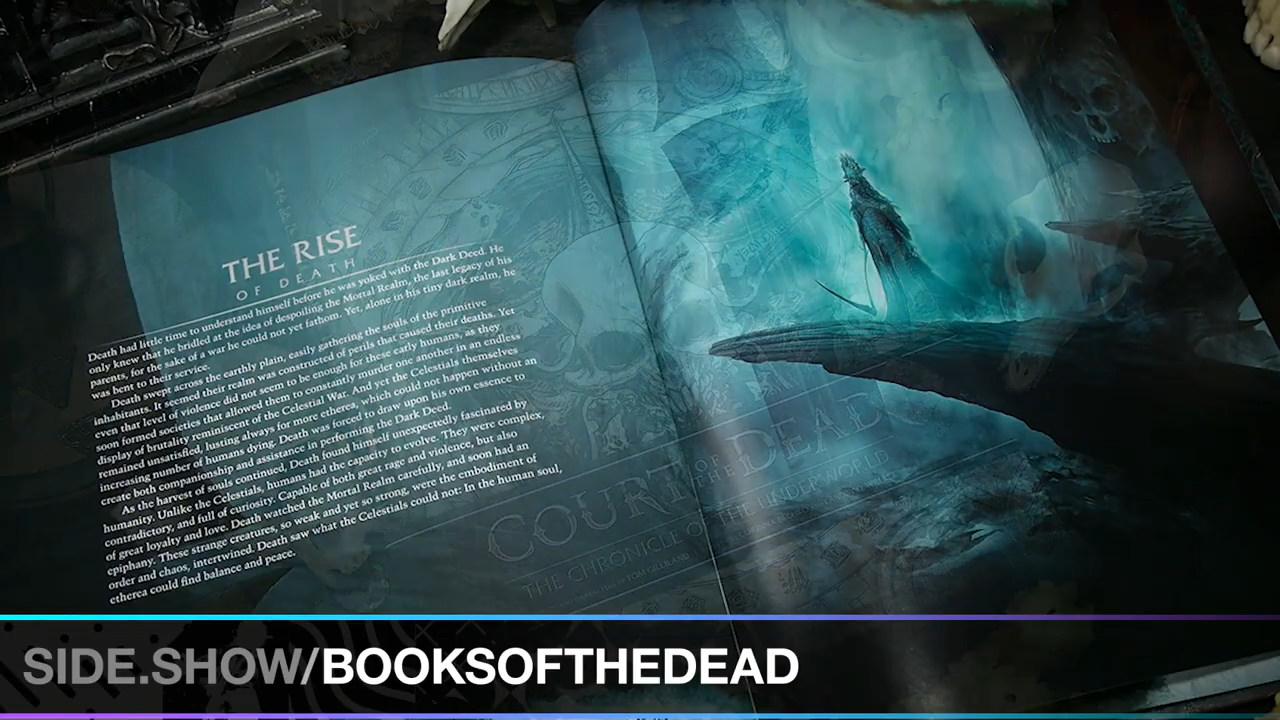 THE RISE
OF DEATH
Death had little time to understand himself before he was yoked with the Dark Deed. He
only knew that he bridled at the idea of despoiling the Mortal Realm, the last legacy of his
parents, for the sake of a war he could not yet fathom. Yet, alone in his tiny dark realm, he
was bent to their service.
Death swept across the earthly plain, easily gathering the souls of the primitive
inhabitants. It seemed their realm was constructed of perils that caused their deaths. Yet
even that level of violence did not seem to be enough for these early humans, as they
soon formed societies that allowed them to constantly murder one another in an endless
display of brutality reminiscent of the Celestial War. And yet the Celestials themselves
remained unsatisfied, lusting always for more etherea, which could not happen without an
increasing number of humans dying. Death was forced to draw upon his own essence to
create both companionship and assistance in performing the Dark Deed.
As the harvest of souls continued, Death found himself unexpectedly fascinated by
humanity. Unlike the Celestials, humans had the capacity to evolve. They were complex,
contradictory, and full of curiosity. Capable of both great rage and violence, but also
of great loyalty and love. Death watched the Mortal Realm carefully, and soon had an
epiphany. These strange creatures, so weak and yet so strong, were the embodiment of
order and chaos, intertwined. Death saw what the Celestials could not: In the human soul,
etherea could find balance and peace.
COURT OF THE DEAD
THE CHRONICLE OF THE UNDERWORLD
TOM GILLILAND
SIDE.SHOW/BOOKSOFTHEDEAD